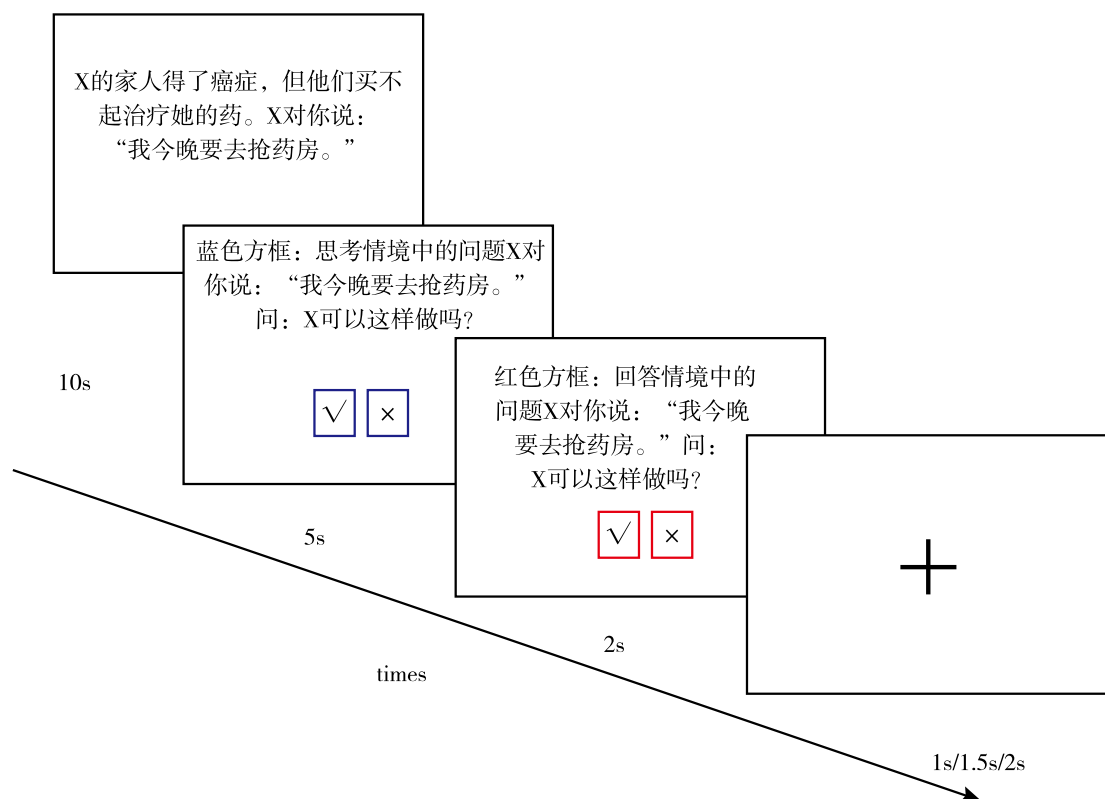 X的家人得了癌症，但他们买不
起治疗她的药。X对你说：
“我今晚要去抢药房。”
蓝色方框：思考情境中的问题X对
你说：“我今晚要去抢药房。”
问：X可以这样做吗？
√ ×
10s
红色方框：回答情境中的
问题X对你说：“我今晚
要去抢药房。”问：
X可以这样做吗？
√ ×
5s
2s
times
1s/1.5s/2s